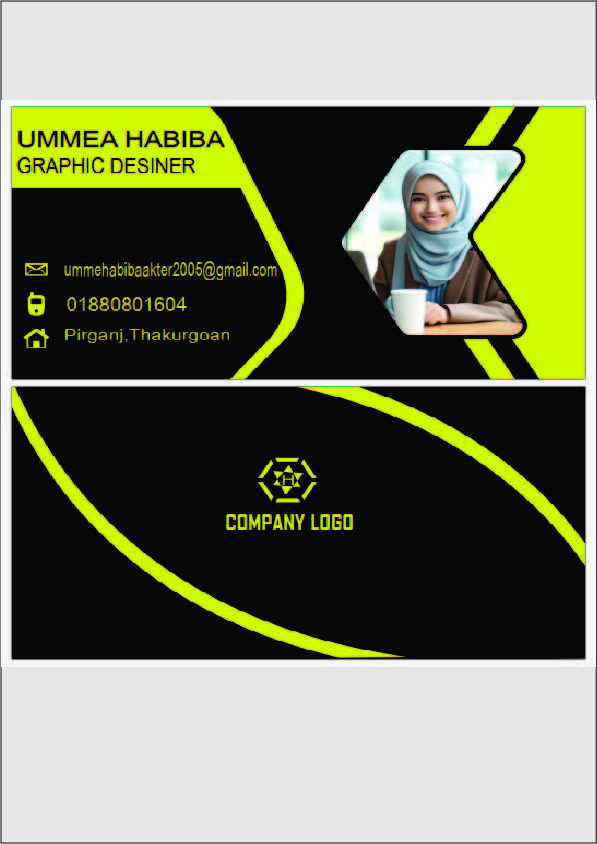 UMMEA HABIBA
GRAPHIC DESINER
ummehabibaakter2005@gmail.com
01880801604
Pirganj,Thakurgoan
H
COMPANY LOGO